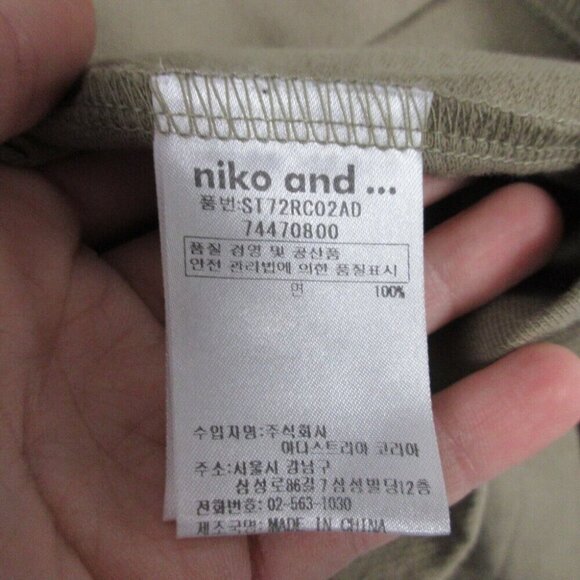 niko and ...
품번:ST72RC02AD
74470800
품질 경영 및 공산품
안전 관리법에 의한 품질표시
면 100%
수입자명:주식회사
아다스트리아 코리아
주소:서울시 강남구
삼성로86길 7 삼성빌딩12층
전화번호: 02-563-1030
제조국명: MADE IN CHINA